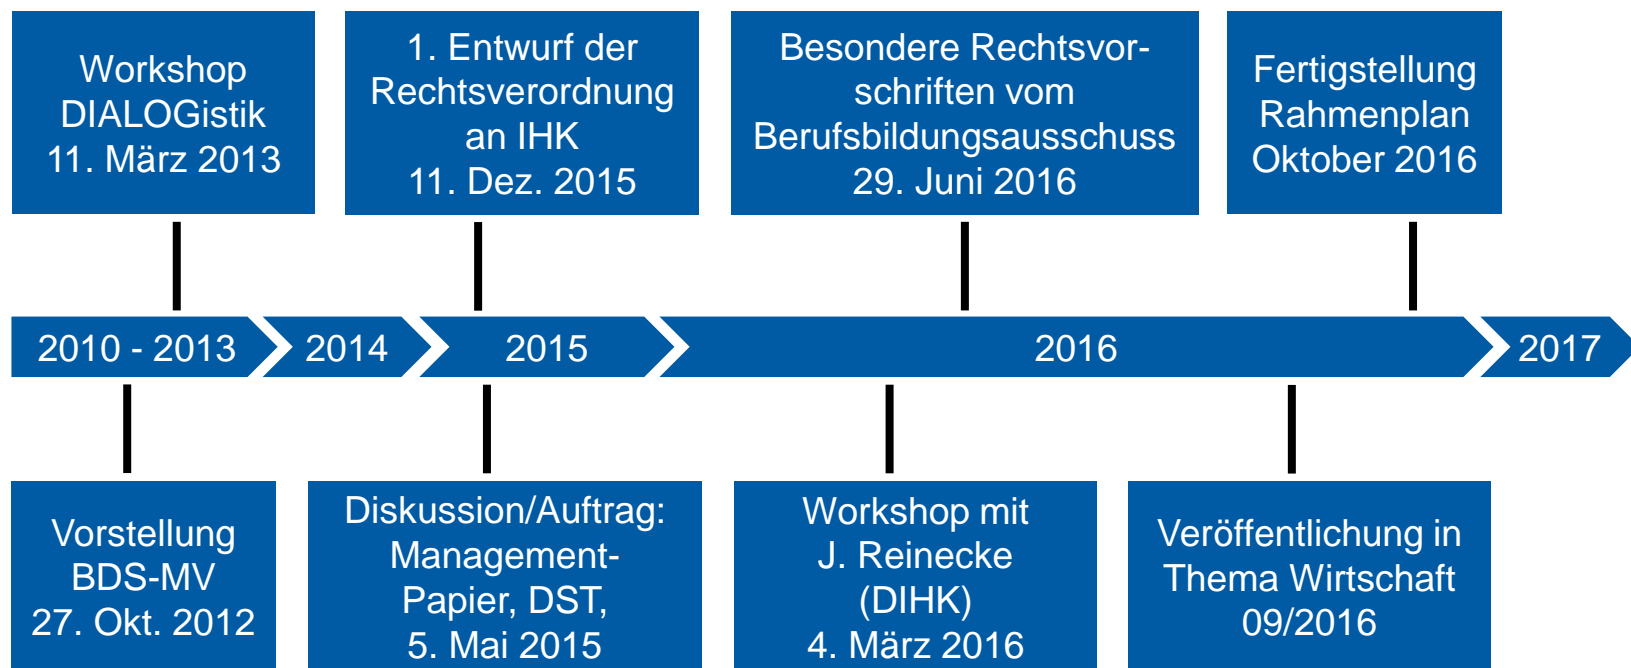 Workshop
DIALOGistik
11. März 2013
1. Entwurf der
Rechtsverordnung
an IHK
11. Dez. 2015
Besondere Rechtsvor-
schriften vom
Berufsbildungsausschuss
29. Juni 2016
Fertigstellung
Rahmenplan
Oktober 2016
2010 - 2013
2014
2015
2016
2017
Vorstellung
BDS-MV
27. Okt. 2012
Diskussion/Auftrag:
Management-
Papier, DST,
5. Mai 2015
Workshop mit
J. Reinecke
(DIHK)
4. März 2016
Veröffentlichung in
Thema Wirtschaft
09/2016